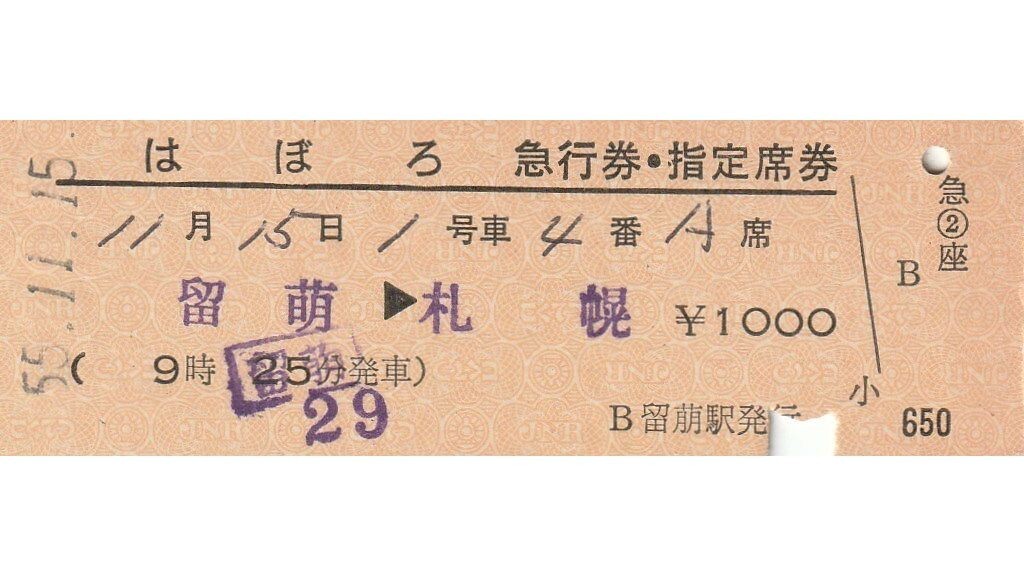 55.11.15
はぼろ 急行券・指定席券
11月15日 1号車 4番 A席
留萌▶札幌 ¥1000
( 9時25分発車)
留萌
29
B留萌駅発行
小
急②座
B
650